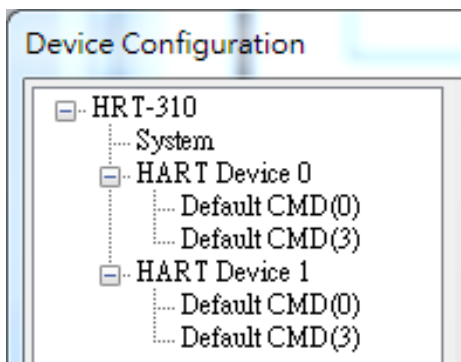 Device Configuration
HRT-310
System
HART Device 0
Default CMD(0)
Default CMD(3)
HART Device 1
Default CMD(0)
Default CMD(3)